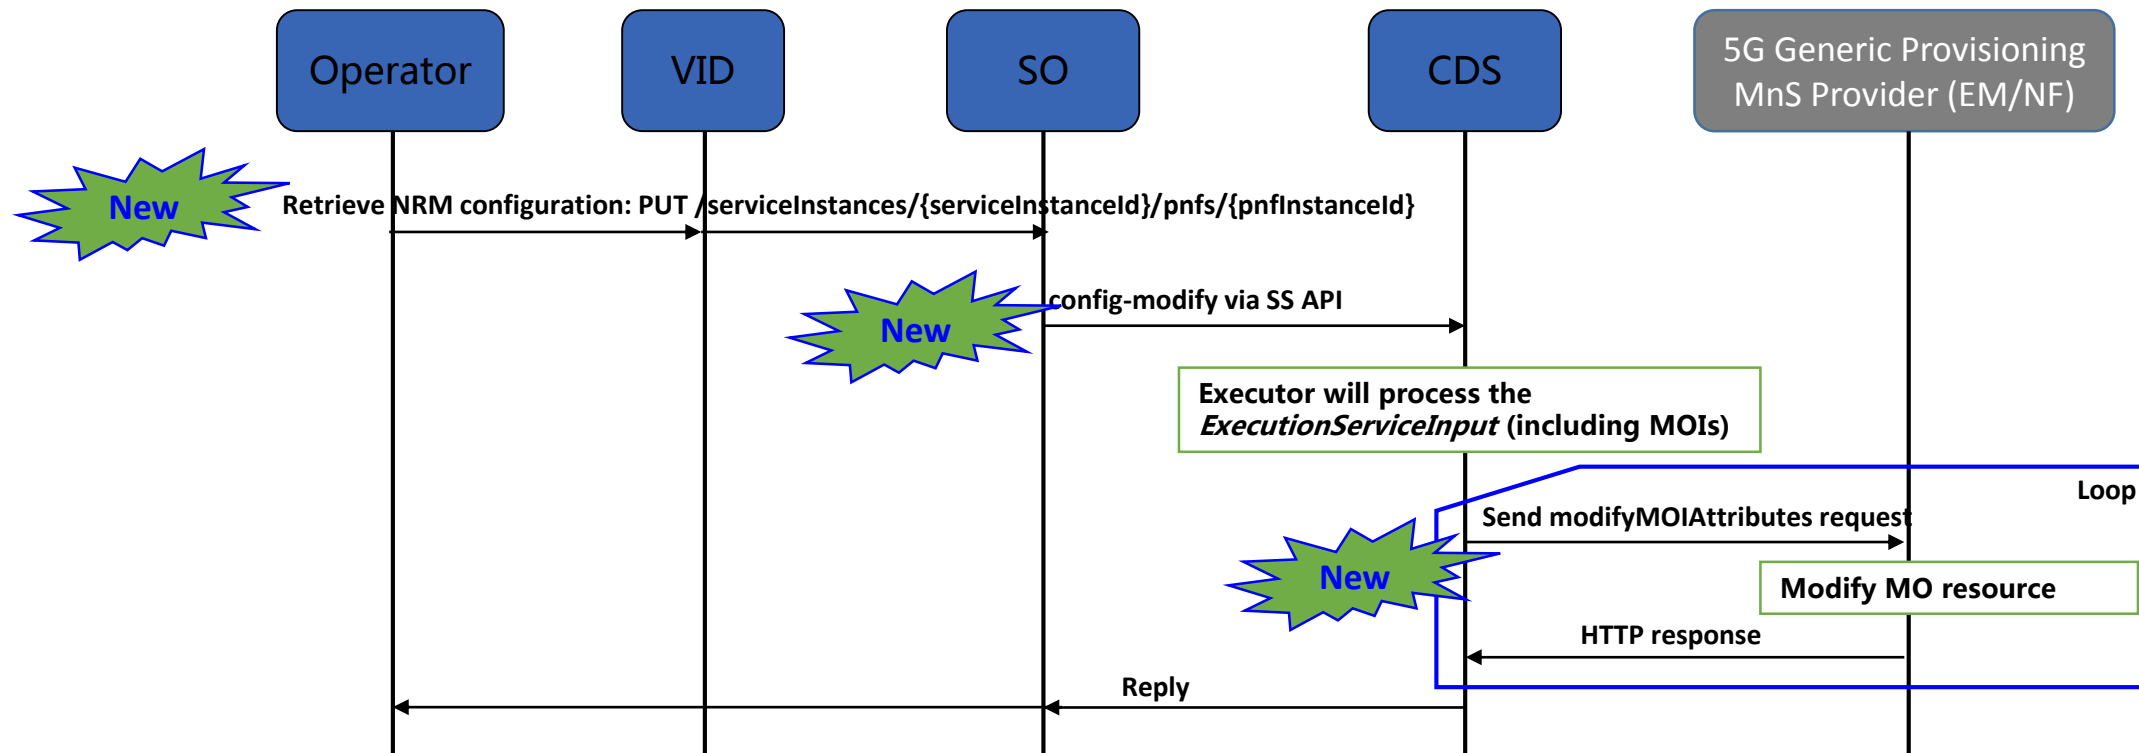 Operator
VID
SO
CDS
5G Generic Provisioning
MnS Provider (EM/NF)
New
Retrieve NRM configuration: PUT /serviceInstances/{serviceInstanceId}/pnfs/{pnfInstanceId}
New
config-modify via SS API
Executor will process the
ExecutionServiceInput (including MOIs)
Loop
Send modifyMOIAttributes request
New
Modify MO resource
HTTP response
Reply